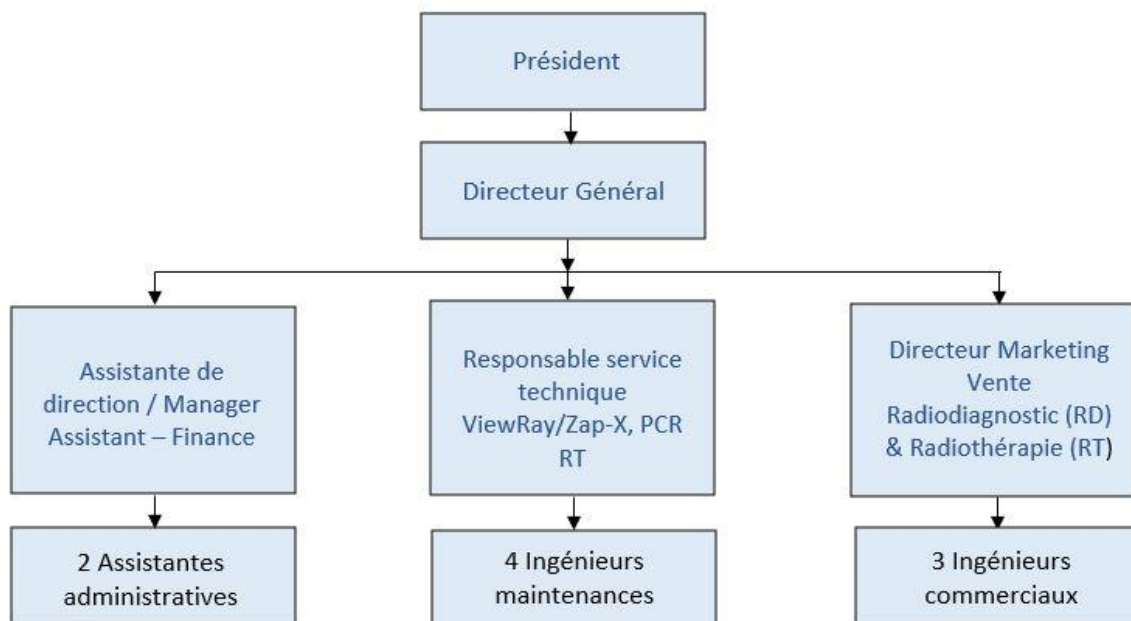 Président
Directeur Général
Assistante de
direction / Manager
Assistant – Finance
Responsable service
technique
ViewRay/Zap-X, PCR
RT
Directeur Marketing
Vente
Radiodiagnostic (RD)
& Radiothérapie (RT)
2 Assistantes
administratives
4 Ingénieurs
maintenances
3 Ingénieurs
commerciaux